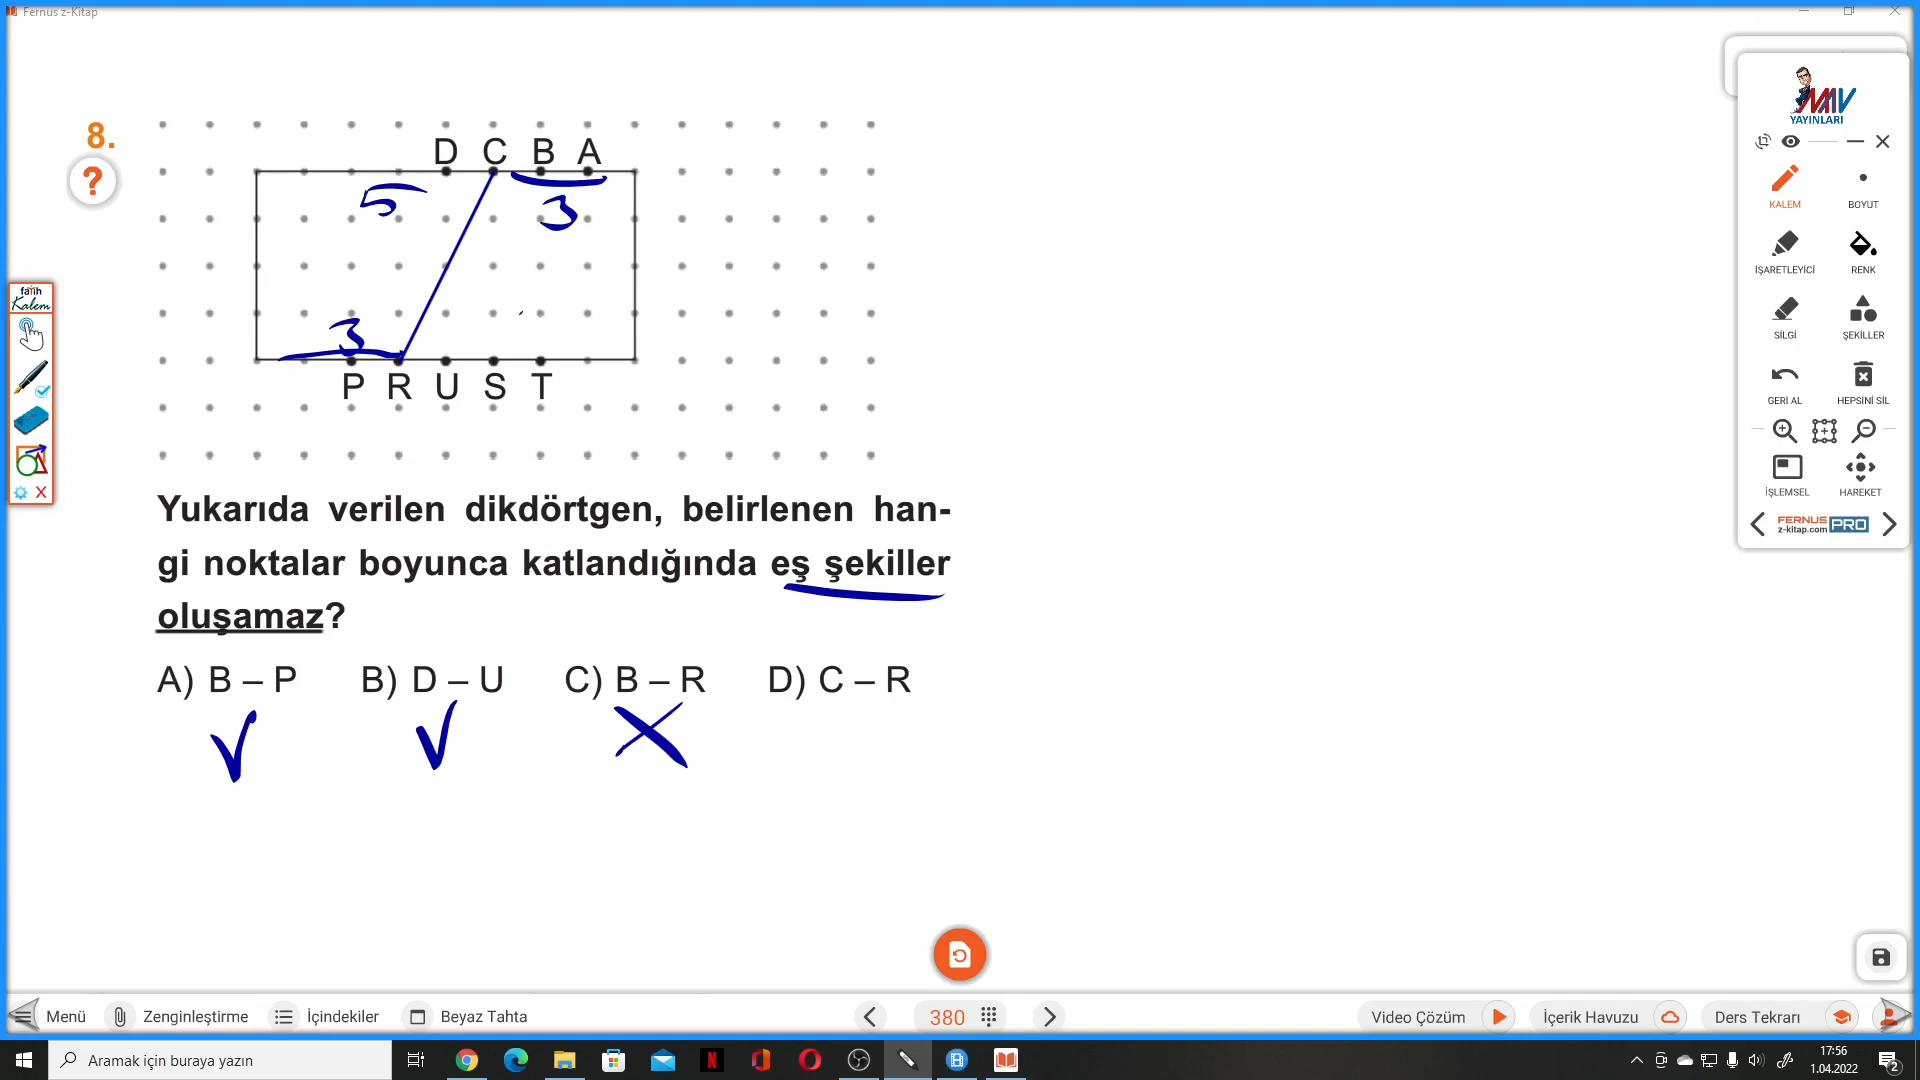 Fernus z-Kitap
8.
?
D C B A
5
3
3
P R U S T
Yukarıda verilen dikdörtgen, belirlenen han-
gi noktalar boyunca katlandığında eş şekiller
oluşamaz?
A) B – P B) D – U C) B – R D) C – R
fatih
Kalem
MAV
YAYINLARI
KALEM BOYUT
İŞARETLEYİCİ RENK
SİLGİ ŞEKİLLER
GERİ AL HEPSİNİ SİL
İŞLEMSEL HAREKET
FERNUS
z-kitap.com PRO
Menü Zenginleştirme İçindekiler Beyaz Tahta 380 Video Çözüm İçerik Havuzu Ders Tekrarı
Aramak için buraya yazın
17:56
1.04.2022
2